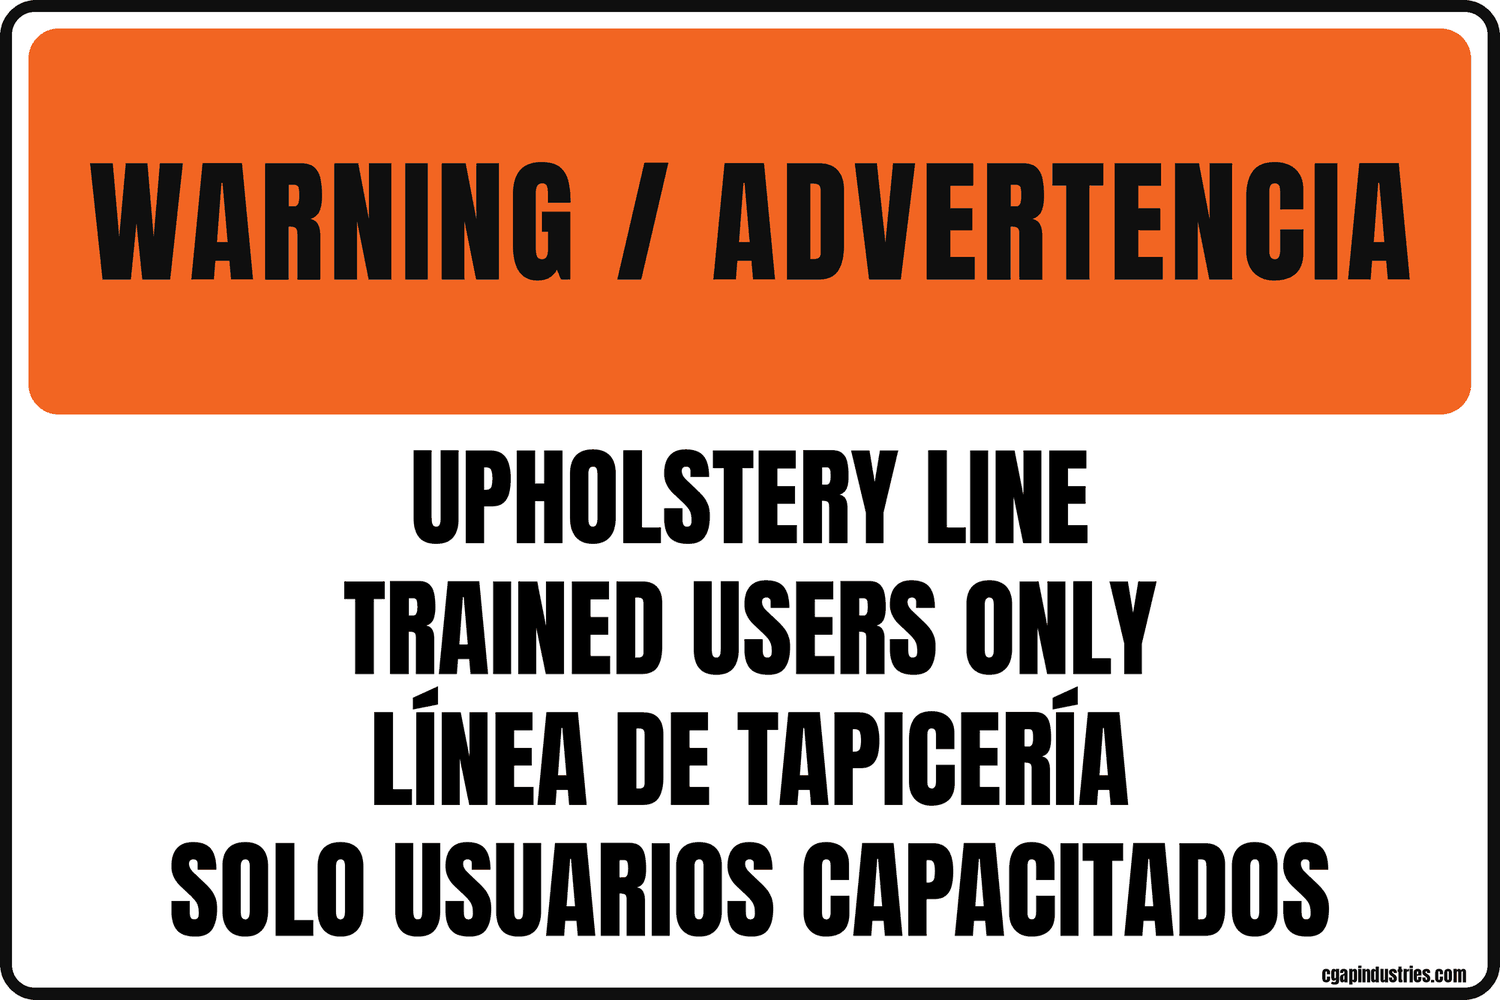 WARNING / ADVERTENCIA
UPHOLSTERY LINE
TRAINED USERS ONLY
LÍNEA DE TAPICERÍA
SOLO USUARIOS CAPACITADOS
cgapindustries.com